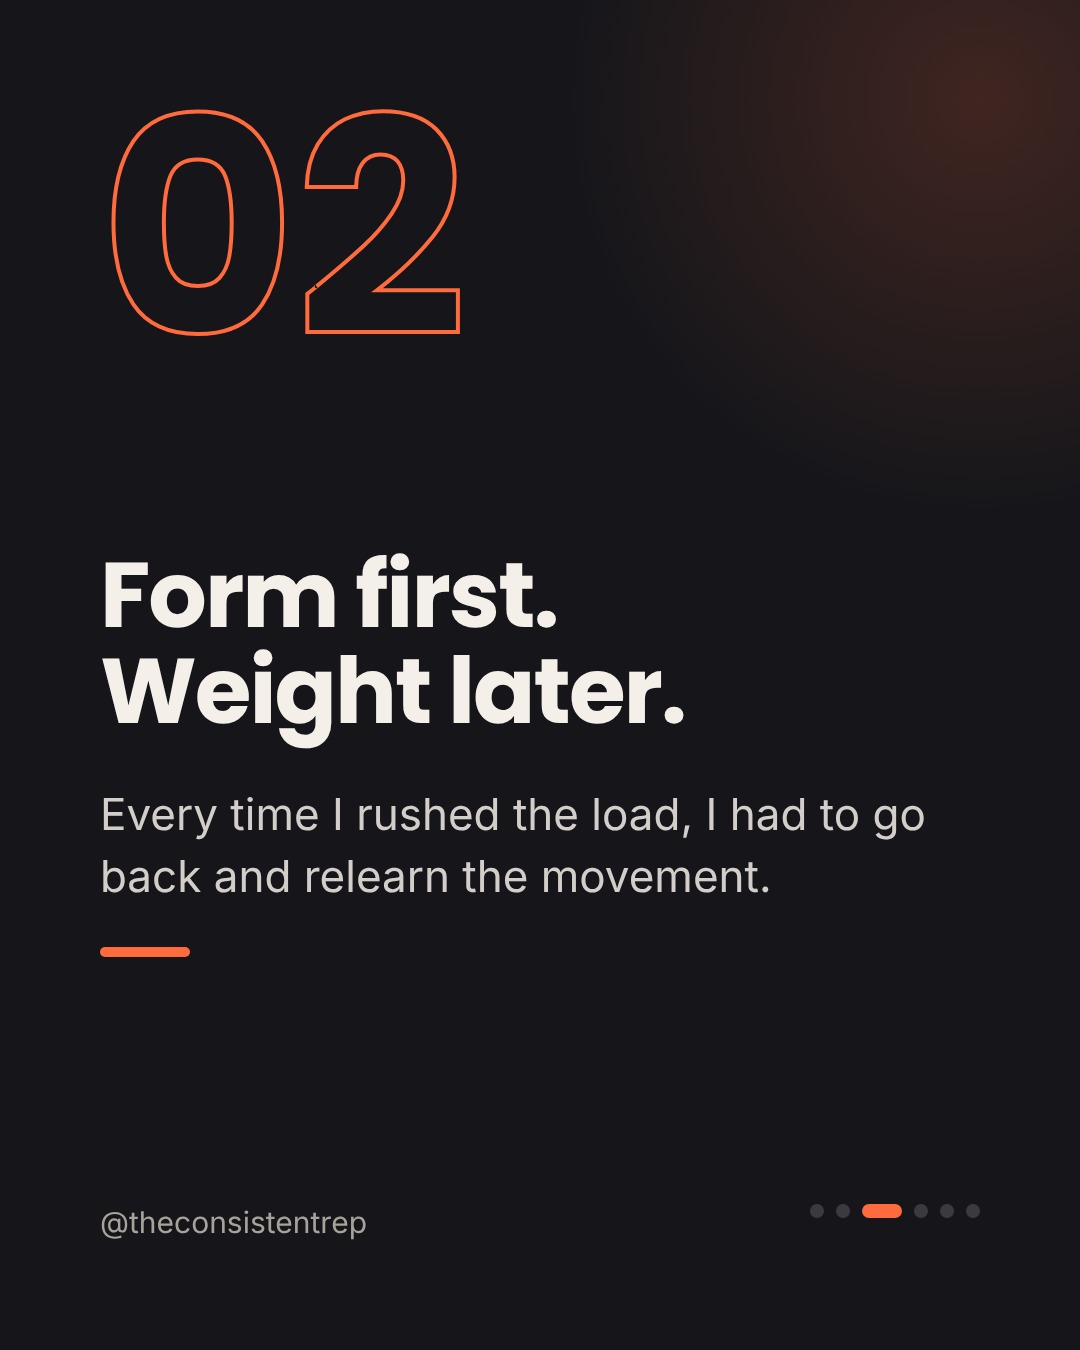 02
Form first.
Weight later.
Every time I rushed the load, I had to go
back and relearn the movement.
@theconsistentrep